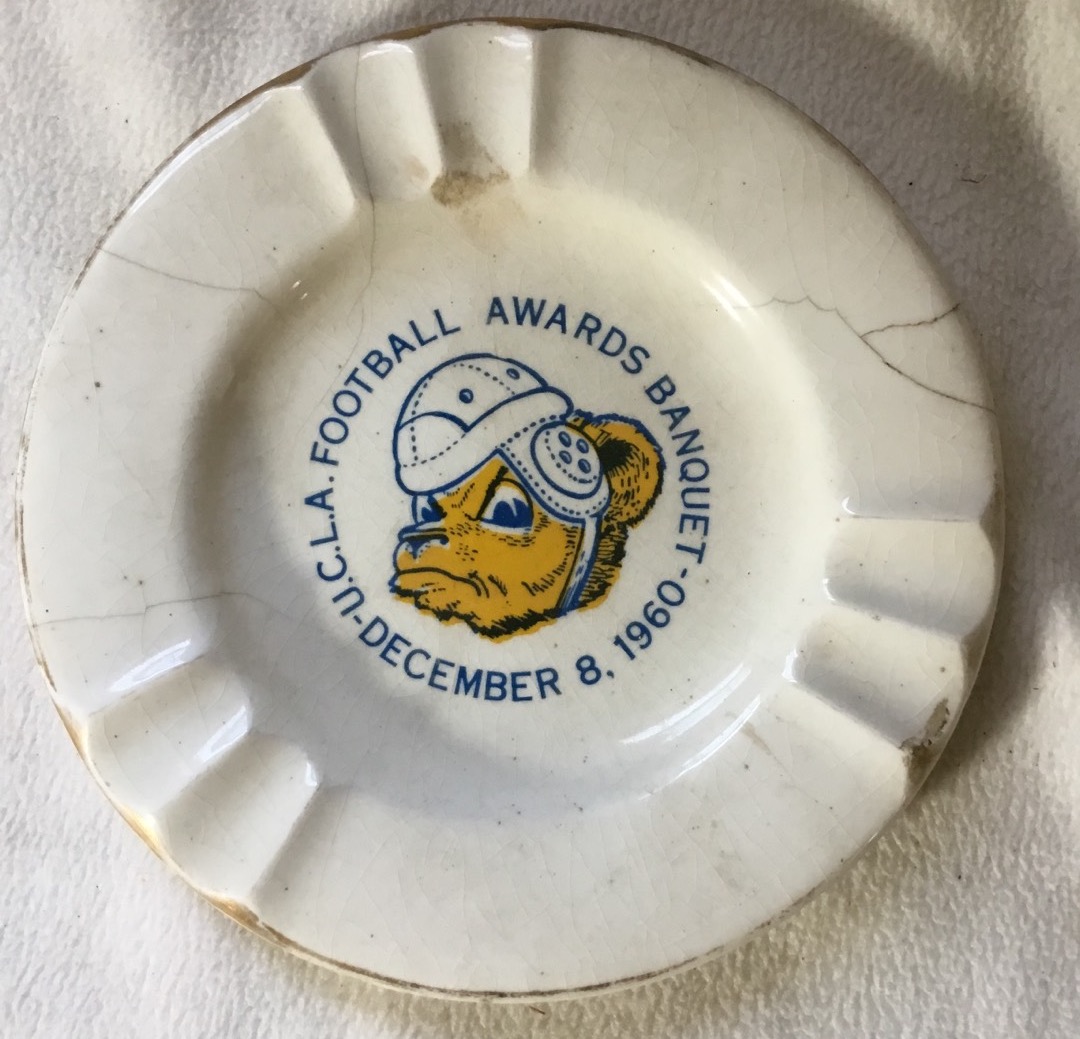 U.C.L.A. FOOTBALL AWARDS BANQUET-
-DECEMBER 8, 1960